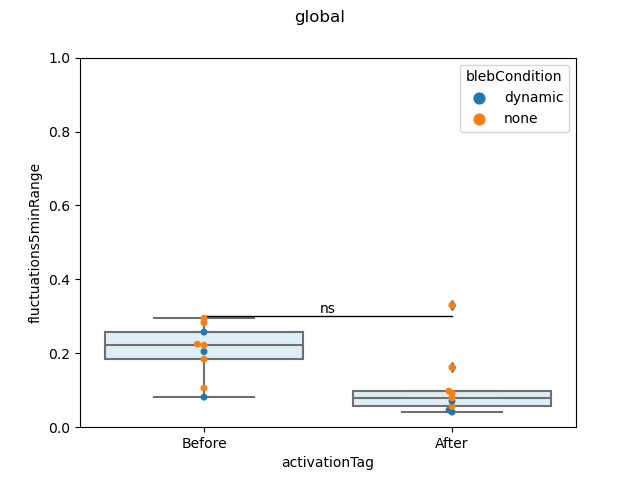 global
blebCondition
dynamic
none
fluctuations5minRange
1.0
0.8
0.6
0.4
0.2
0.0
ns
Before
After
activationTag